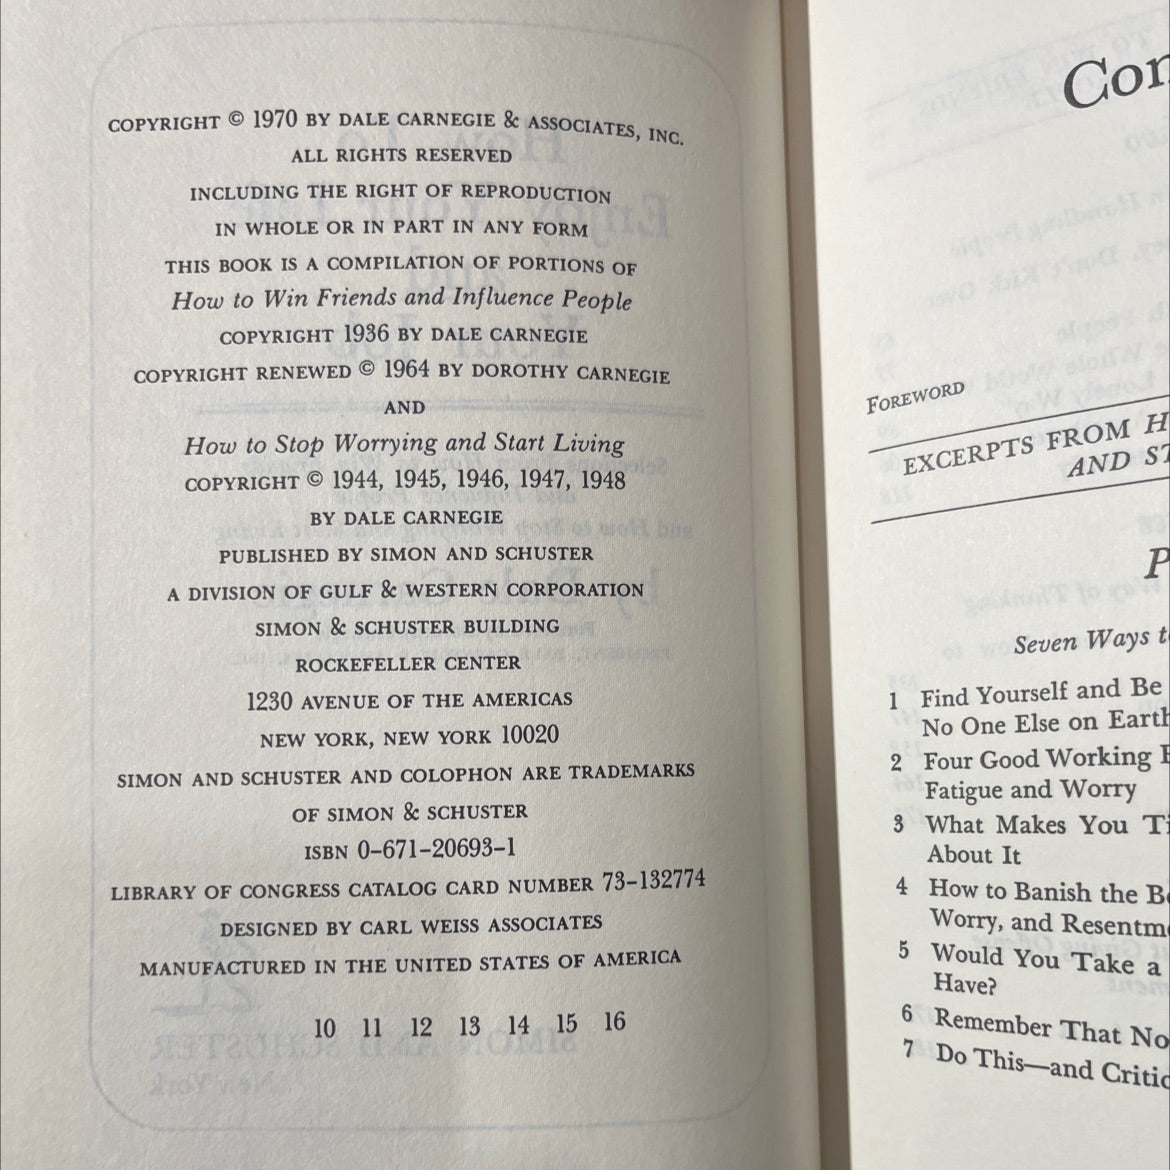 COPYRIGHT © 1970 BY DALE CARNEGIE & ASSOCIATES, INC.
ALL RIGHTS RESERVED
INCLUDING THE RIGHT OF REPRODUCTION
IN WHOLE OR IN PART IN ANY FORM
THIS BOOK IS A COMPILATION OF PORTIONS OF
How to Win Friends and Influence People
COPYRIGHT 1936 BY DALE CARNEGIE
COPYRIGHT RENEWED © 1964 BY DOROTHY CARNEGIE
AND
How to Stop Worrying and Start Living
COPYRIGHT © 1944, 1945, 1946, 1947, 1948
BY DALE CARNEGIE
PUBLISHED BY SIMON AND SCHUSTER
A DIVISION OF GULF & WESTERN CORPORATION
SIMON & SCHUSTER BUILDING
ROCKEFELLER CENTER
1230 AVENUE OF THE AMERICAS
NEW YORK, NEW YORK 10020
SIMON AND SCHUSTER AND COLOPHON ARE TRADEMARKS
OF SIMON & SCHUSTER
ISBN 0-671-20693-1
LIBRARY OF CONGRESS CATALOG CARD NUMBER 73-132774
DESIGNED BY CARL WEISS ASSOCIATES
MANUFACTURED IN THE UNITED STATES OF AMERICA
10 11 12 13 14 15 16
Con
FOREWORD
EXCERPTS FROM H
AND ST
P
Seven Ways t
1 Find Yourself and Be
No One Else on Earth
2 Four Good Working
Fatigue and Worry
3 What Makes You Ti
About It
4 How to Banish the Bo
Worry, and Resentme
5 Would You Take a
Have?
6 Remember That No
7 Do This—and Critic